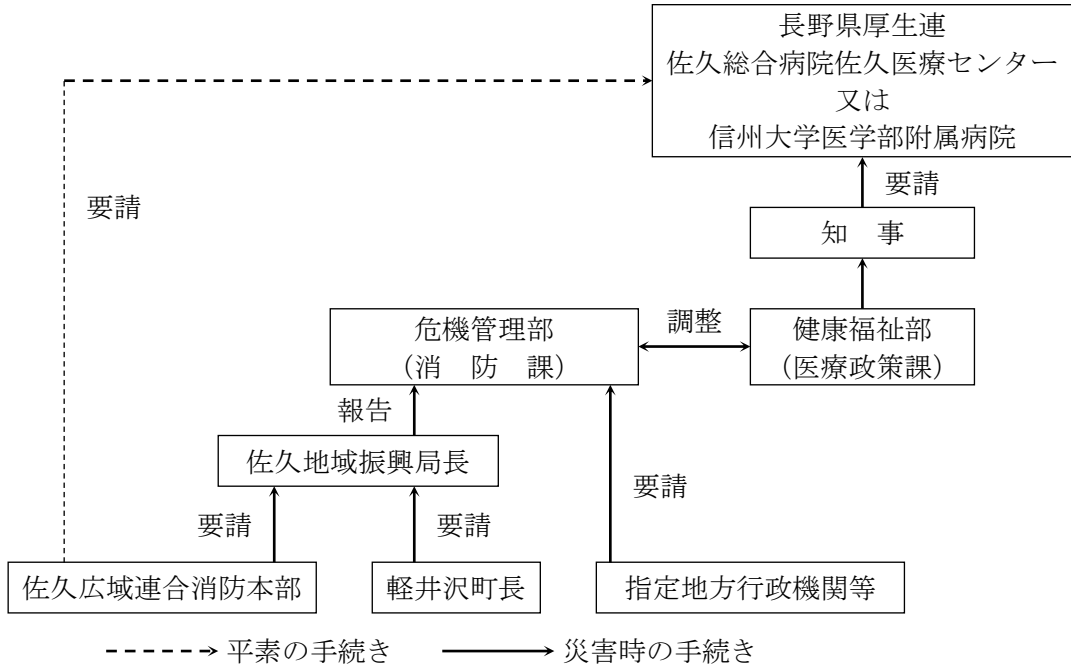 長野県厚生連
佐久総合病院佐久医療センター
又は
信州大学医学部附属病院
要請
要請
知　事
危機管理部
（消　防　課）
調整
健康福祉部
（医療政策課）
報告
佐久地域振興局長
要請
要請
要請
佐久広域連合消防本部
軽井沢町長
指定地方行政機関等
平素の手続き
災害時の手続き